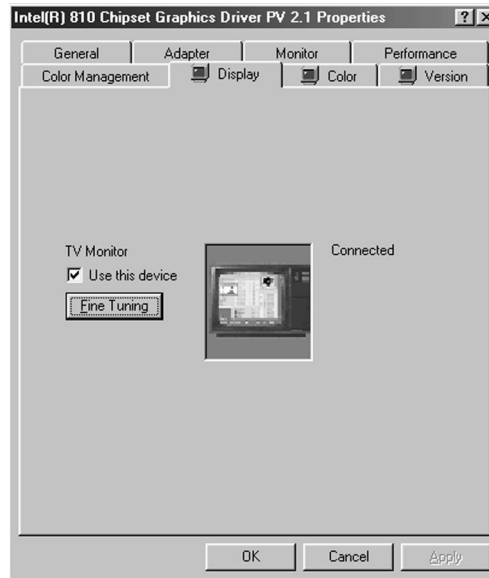 Intel(R) 810 Chipset Graphics Driver PV 2.1 Properties
General Adapter Monitor Performance
Color Management Display Color Version
TV Monitor
Connected
Use this device
Fine Tuning
OK Cancel Apply